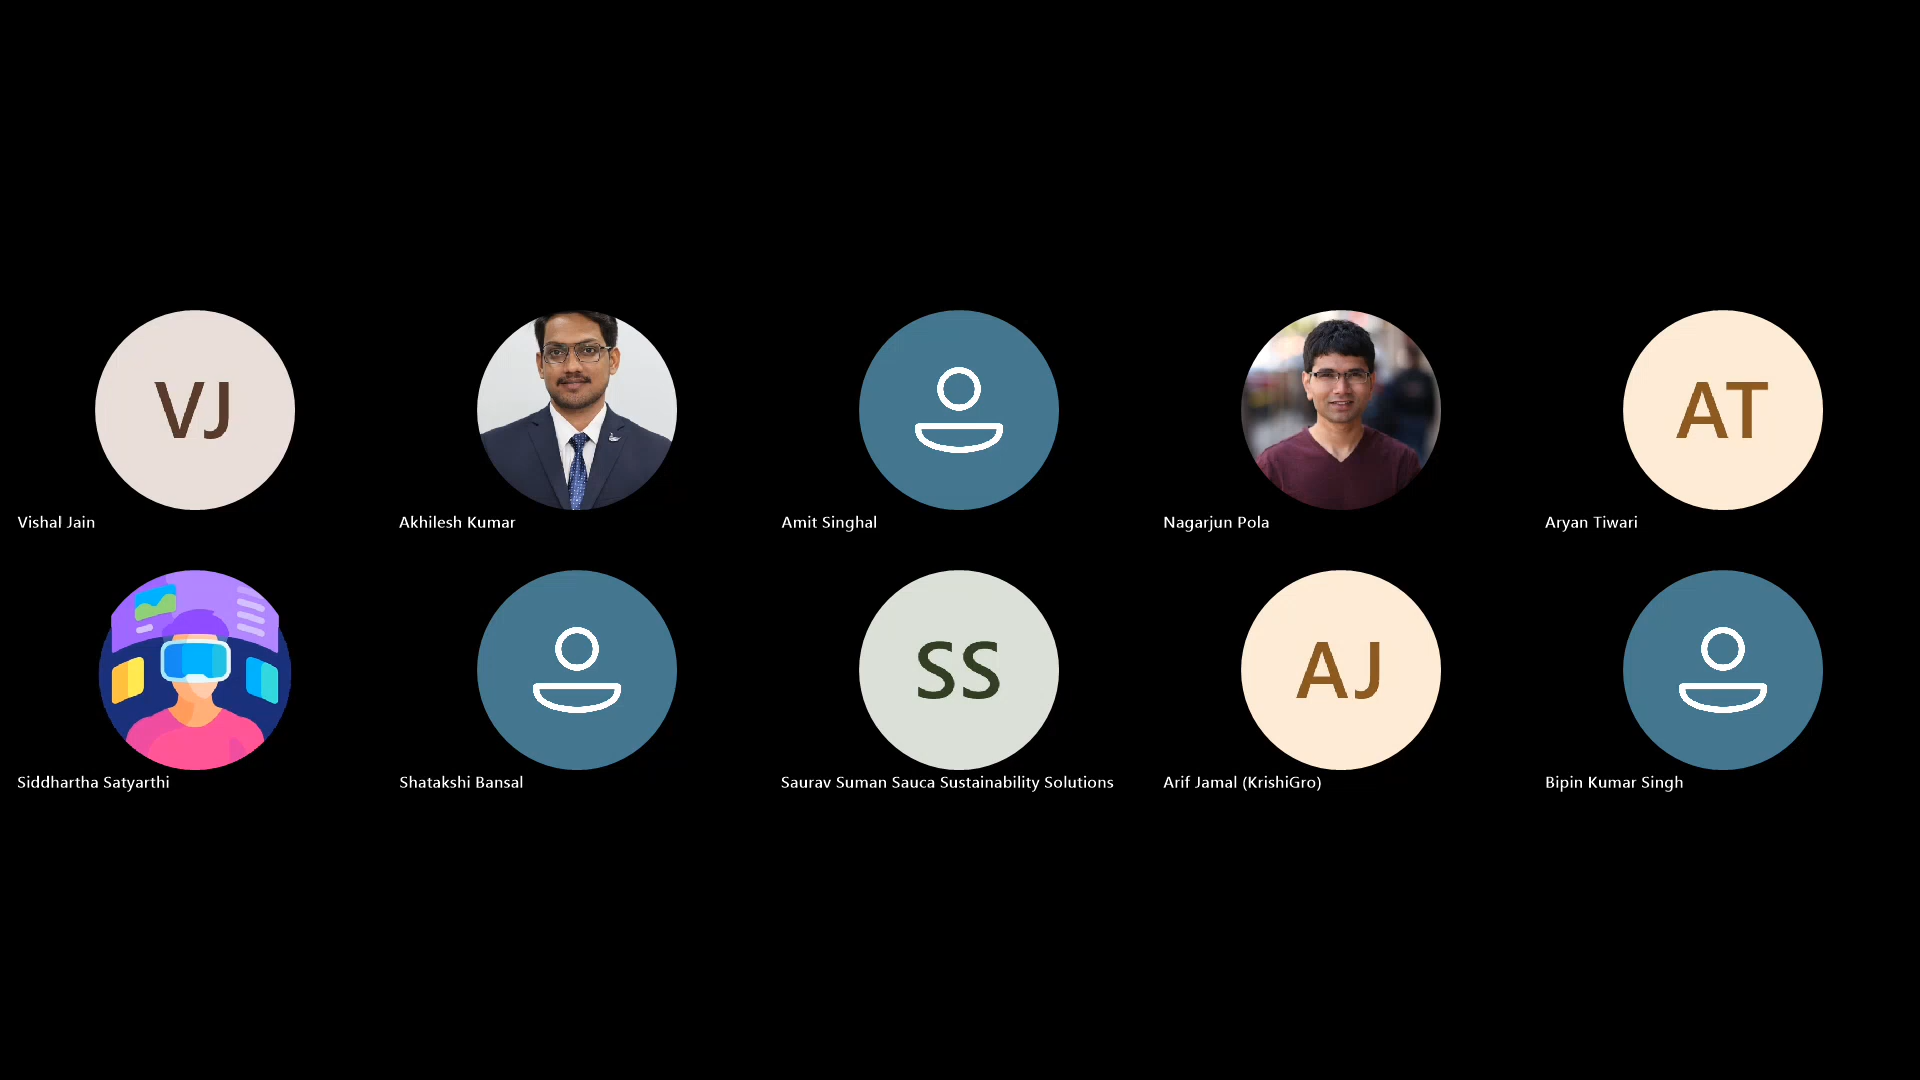 VJ
AT
Vishal Jain
Akhilesh Kumar
Amit Singhal
Nagarjun Pola
Aryan Tiwari
SS
AJ
Siddhartha Satyarthi
Shatakshi Bansal
Saurav Suman Sauca Sustainability Solutions
Arif Jamal (KrishiGro)
Bipin Kumar Singh